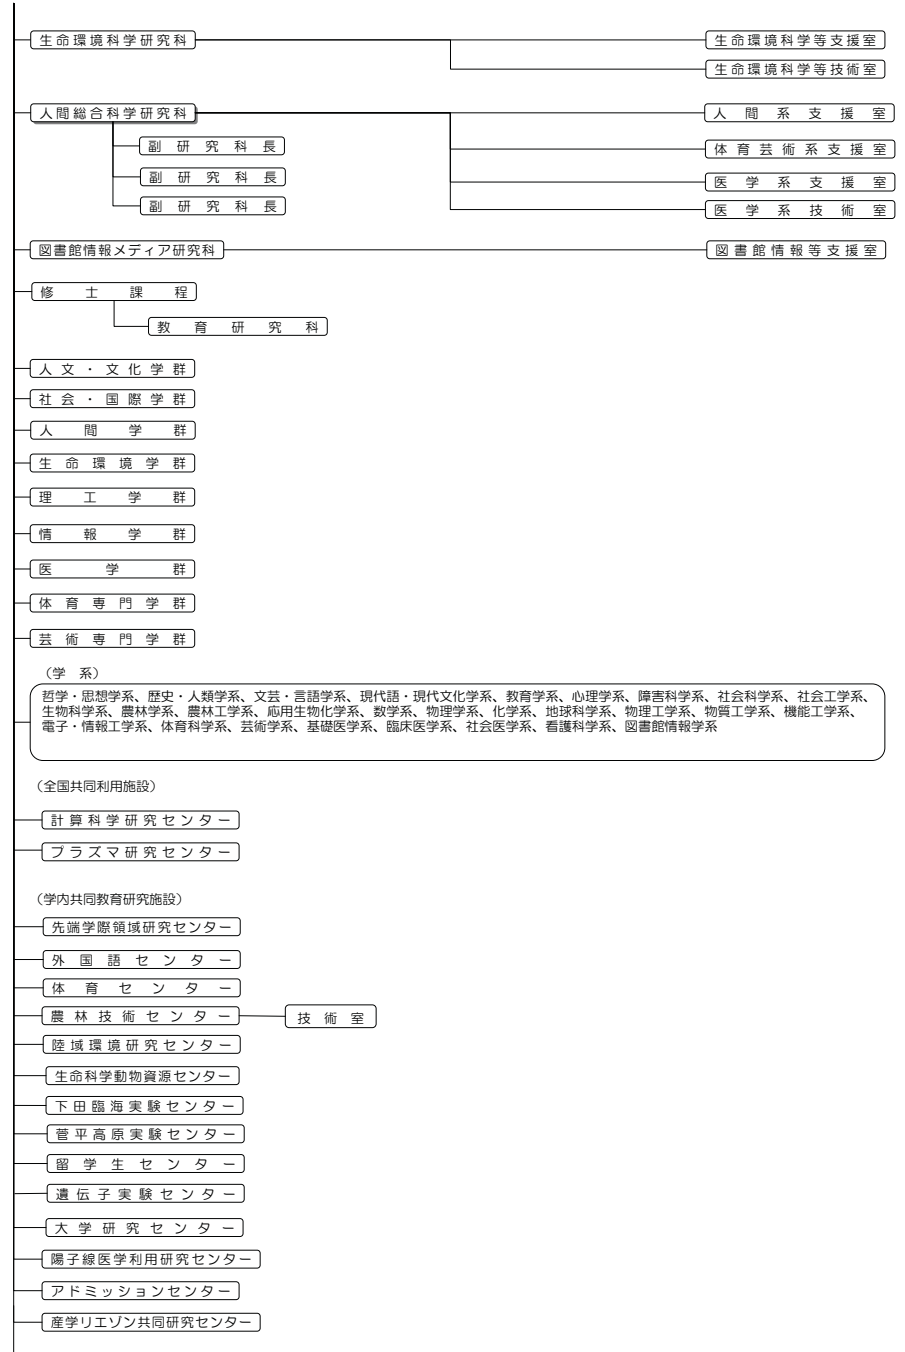 生命環境科学研究科 生命環境科学等支援室
生命環境科学等技術室
人間総合科学研究科 人間系支援室
副研究科長 体育芸術系支援室
副研究科長 医学系支援室
副研究科長 医学系技術室
図書館情報メディア研究科 図書館情報等支援室
修士課程
教育研究科
人文・文化学群
社会・国際学群
人間学群
生命環境学群
理工学群
情報学群
医学群
体育専門学群
芸術専門学群
（学 系）
哲学・思想学系、歴史・人類学系、文芸・言語学系、現代語・現代文化学系、教育学系、心理学系、障害科学系、社会科学系、社会工学系、
生物科学系、農林学系、農林工学系、応用生物化学系、数学系、物理学系、化学系、地球科学系、物理工学系、物質工学系、機能工学系、
電子・情報工学系、体育科学系、芸術学系、基礎医学系、臨床医学系、社会医学系、看護科学系、図書館情報学系
（全国共同利用施設）
計算科学研究センター
プラズマ研究センター
（学内共同教育研究施設）
先端学際領域研究センター
外国語センター
体育センター
農林技術センター 技術室
陸域環境研究センター
生命科学動物資源センター
下田臨海実験センター
菅平高原実験センター
留学生センター
遺伝子実験センター
大学研究センター
陽子線医学利用研究センター
アドミッションセンター
産学リエゾン共同研究センター